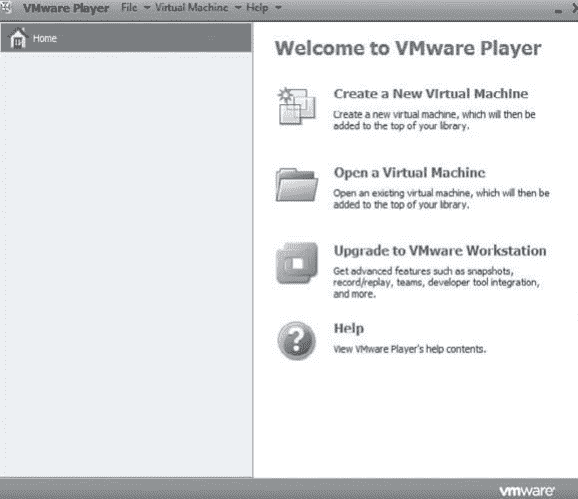 VMware Player File Virtual Machine Help
Home
Welcome to VMware Player
Create a New Virtual Machine
Create a new virtual machine, which will then be
added to the top of your library.
Open a Virtual Machine
Open an existing virtual machine, which will then be
added to the top of your library.
Upgrade to VMware Workstation
Get advanced features such as snapshots,
record/replay, teams, developer tool integration,
and more.
Help
View VMware Player's help contents.
vmware